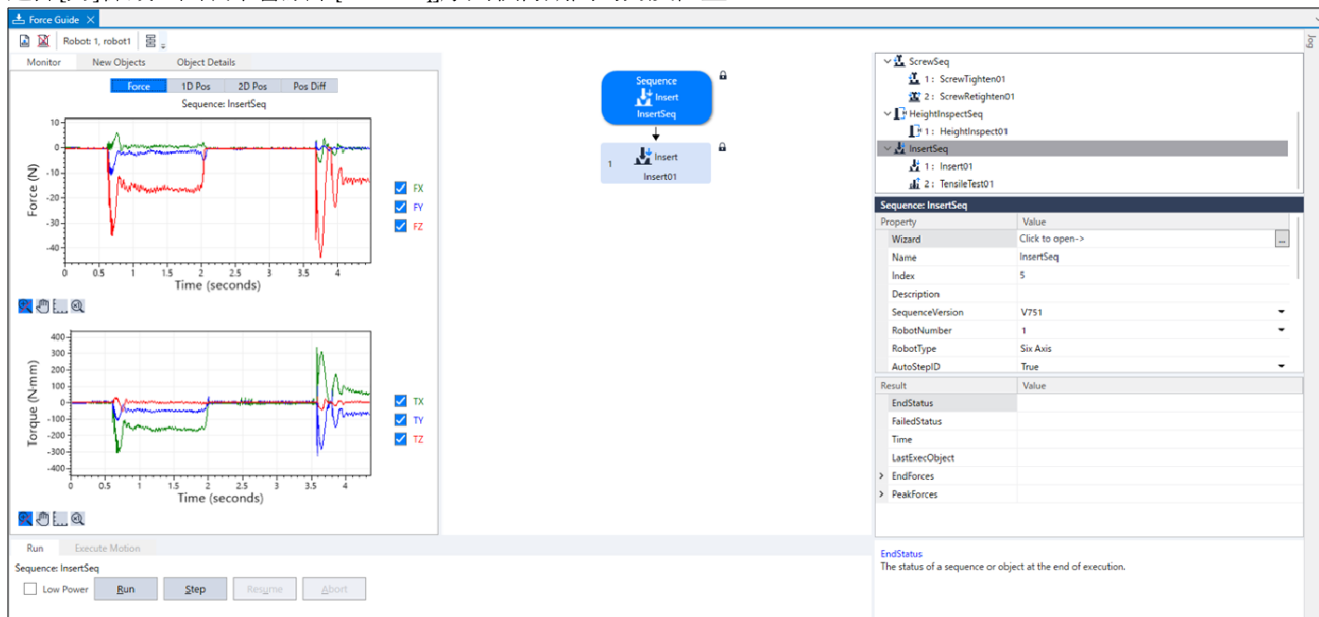 Force Guide
Robot: 1, robot1
Jog
Monitor New Objects Object Details
Force 1D Pos 2D Pos Pos Diff
Sequence: InsertSeq
Force (N)
10
0
-10
-20
-30
-40
0 0.5 1 1.5 2 2.5 3 3.5 4
Time (seconds)
FX
FY
FZ
Torque (N·mm)
400
300
200
100
0
-100
-200
-300
-400
0 0.5 1 1.5 2 2.5 3 3.5 4
Time (seconds)
TX
TY
TZ
Sequence
Insert
InsertSeq
1
Insert
Insert01
ScrewSeq
1: ScrewTighten01
2: ScrewRetighten01
HeightInspectSeq
1: HeightInspect01
InsertSeq
1: Insert01
2: TensileTest01
Sequence: InsertSeq
Property Value
Wizard Click to open-> ...
Name InsertSeq
Index 5
Description
SequenceVersion V751
RobotNumber 1
RobotType Six Axis
AutoStepID True
Result Value
EndStatus
FailedStatus
Time
LastExecObject
EndForces
PeakForces
EndStatus
The status of a sequence or object at the end of execution.
Run Execute Motion
Sequence: InsertSeq
Low Power Run Step Resume Abort